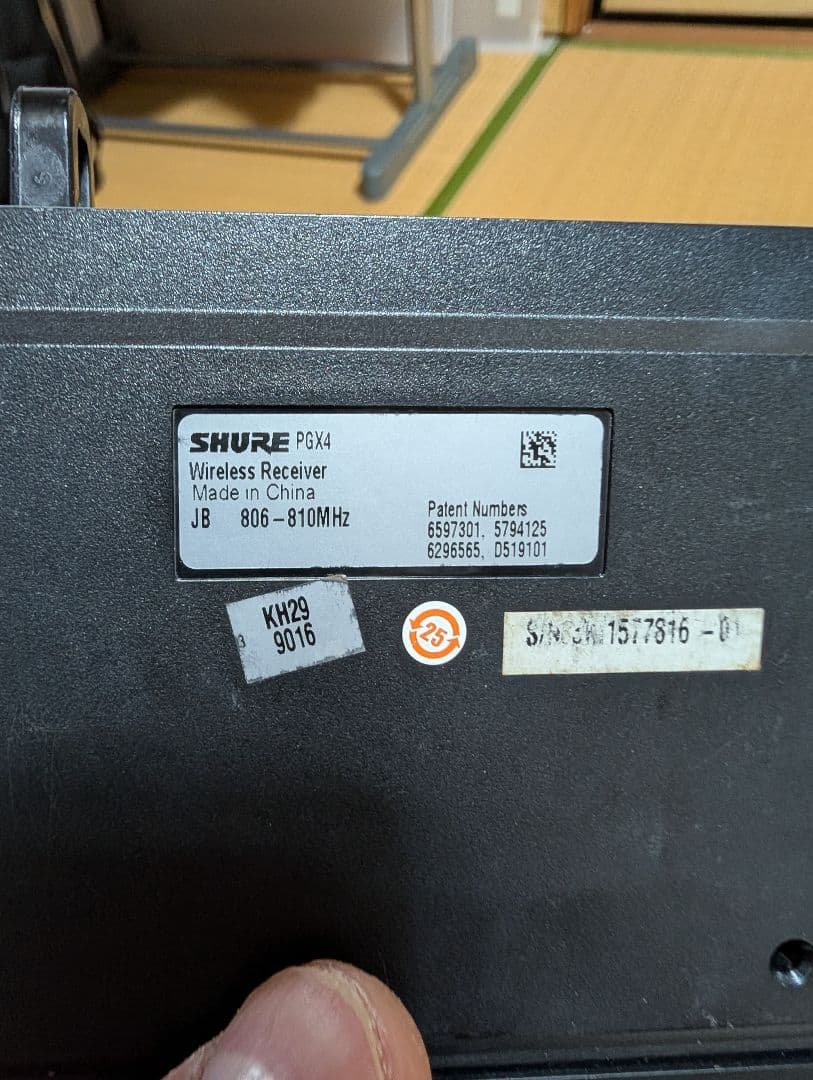 SHURE PGX4
Wireless Receiver
Made in China
JB 806-810MHz
Patent Numbers
6597301, 5794125
6296565, D519101
KH29
9016
25
1577816 -